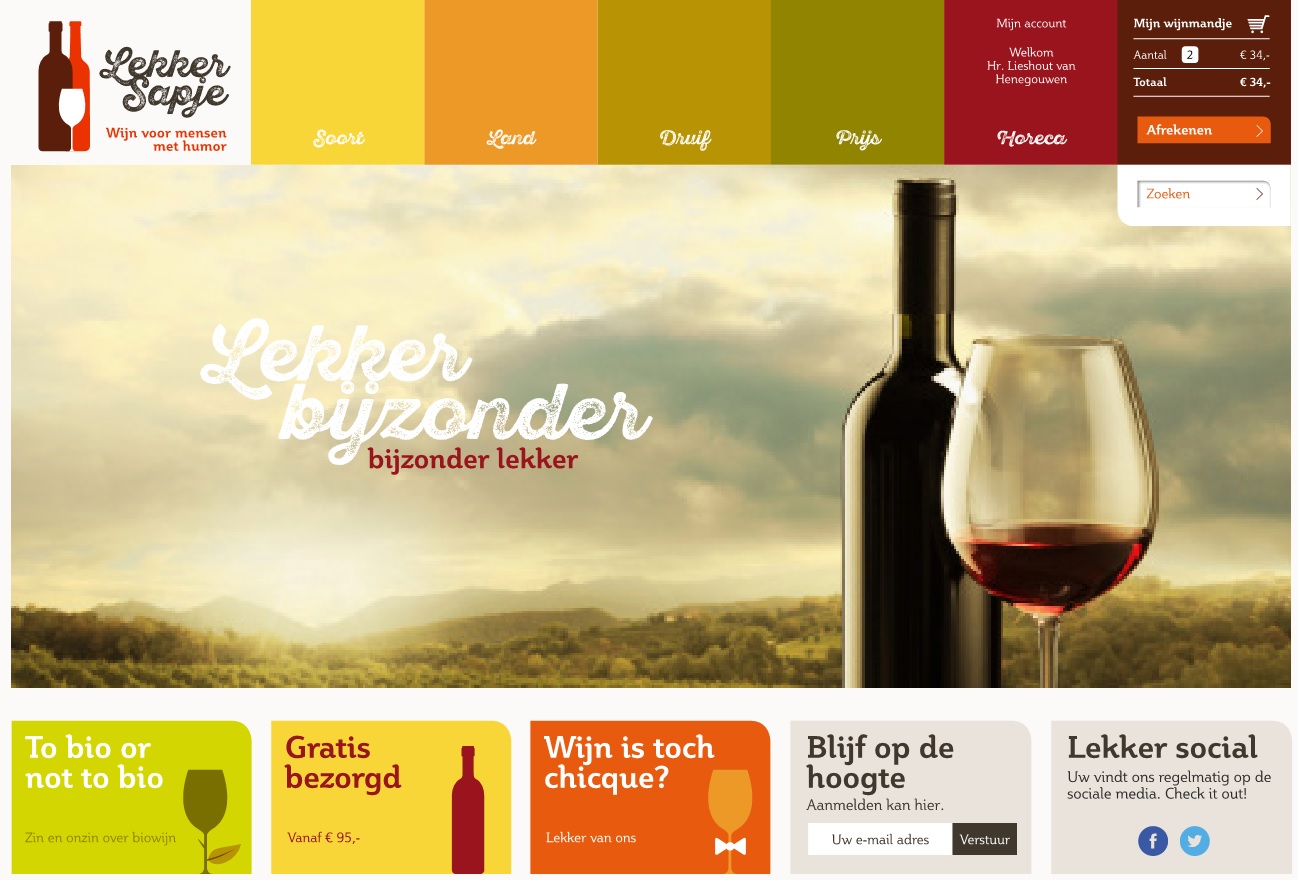 Lekker
Sapje
Wijn voor mensen
met humor
Soort
Land
Druif
Prijs
Mijn account
Welkom
Hr. Lieshout van
Henegouwen
Horeca
Mijn wijnmandje
Aantal 2 € 34,-
Totaal € 34,-
Afrekenen
Zoeken
Lekker
bijzonder
bijzonder lekker
To bio or
not to bio
Zin en onzin over biowijn
Gratis
bezorgd
Vanaf € 95,-
Wijn is toch
chicque?
Lekker van ons
Blijf op de
hoogte
Aanmelden kan hier.
Uw e-mail adres
Verstuur
Lekker social
Uw vindt ons regelmatig op de
sociale media. Check it out!